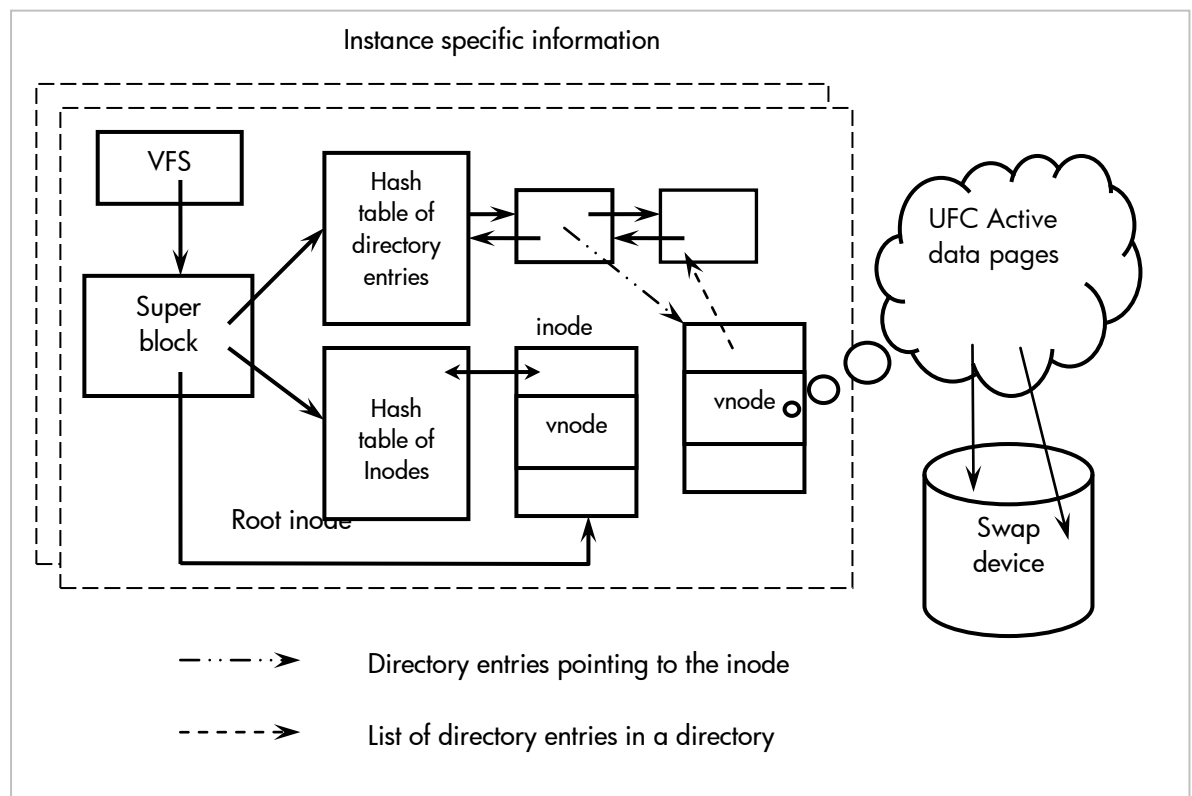 Instance specific information
VFS
Hash
table of
directory
entries
UFC Active
data pages
Super
block
inode
Hash
table of
Inodes
vnode
vnode
Root inode
Swap
device
Directory entries pointing to the inode
List of directory entries in a directory